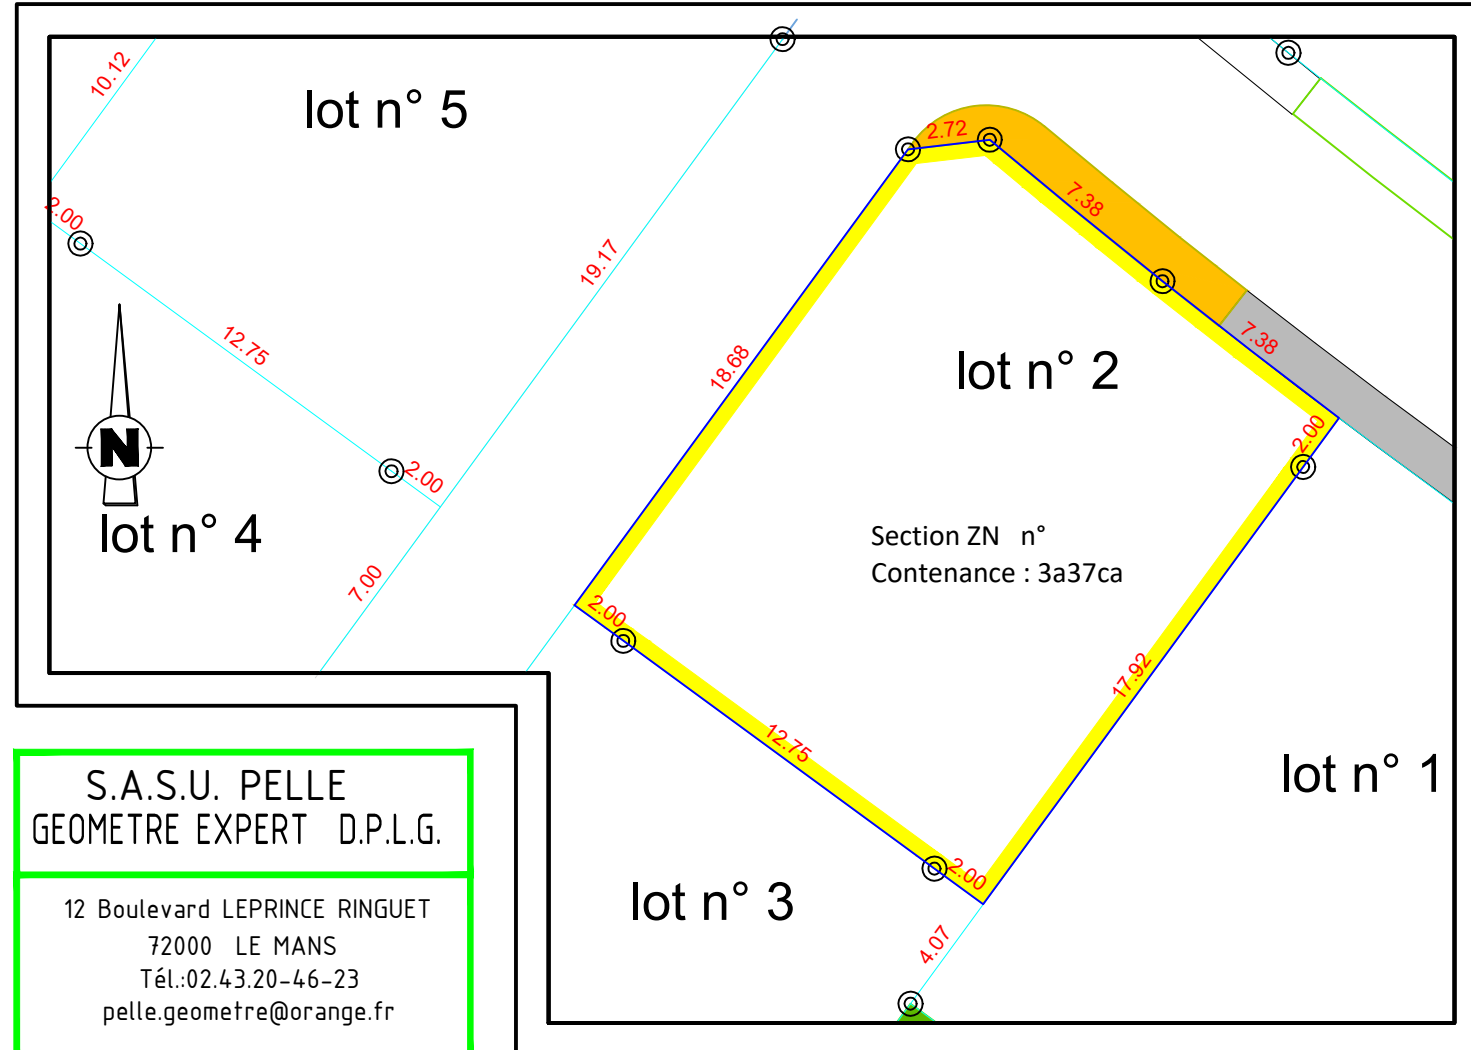 10.12
lot n° 5
2.72
2.00
7.38
19.17
12.75
18.68
7.38
lot n° 2
2.00
2.00
N
lot n° 4
Section ZN n°
Contenance : 3a37ca
7.00
2.00
17.92
12.75
lot n° 1
S.A.S.U. PELLE
GEOMETRE EXPERT D.P.L.G.
2.00
lot n° 3
12 Boulevard LEPRINCE RINGUET
72000 LE MANS
4.07
Tél.:02.43.20-46-23
pelle.geometre@orange.fr